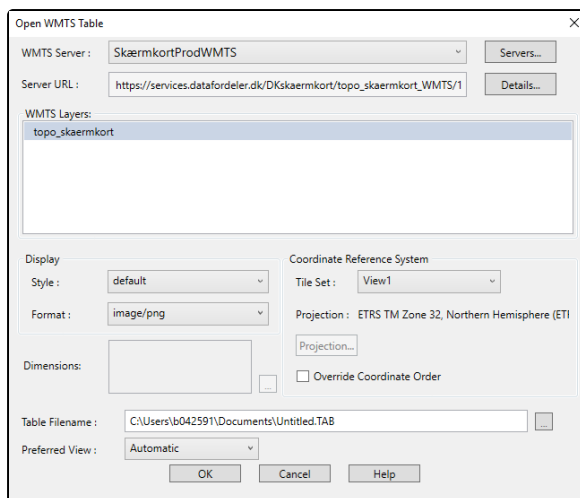 Open WMTS Table
WMTS Server : SkærmkortProdWMTS Servers...
Server URL : https://services.datafordeler.dk/DKskaermkort/topo_skaermkort_WMTS/1 Details...
WMTS Layers:
topo_skaermkort
Display Coordinate Reference System
Style : default Tile Set : View1
Format : image/png Projection : ETRS TM Zone 32, Northern Hemisphere (ETI
Projection...
Dimensions: ... Override Coordinate Order
Table Filename : C:\Users\b042591\Documents\Untitled.TAB ...
Preferred View : Automatic
OK Cancel Help